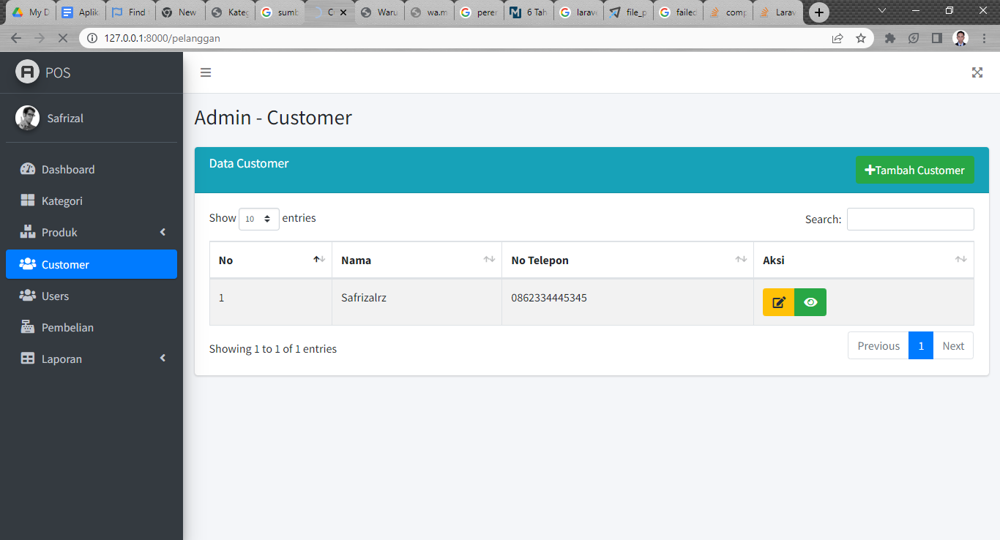 My D
Aplik
Find
New
Kateg
sumb
C
Waru
wa.m
perer
6 Tah
larav
file_p
failed
comp
Larav
127.0.0.1:8000/pelanggan
POS
Safrizal
Dashboard
Kategori
Produk
Customer
Users
Pembelian
Laporan
Admin - Customer
Data Customer
Tambah Customer
Show 10 entries
Search:
No Nama No Telepon Aksi
1 Safrizalrz 0862334445345
Showing 1 to 1 of 1 entries
Previous 1 Next